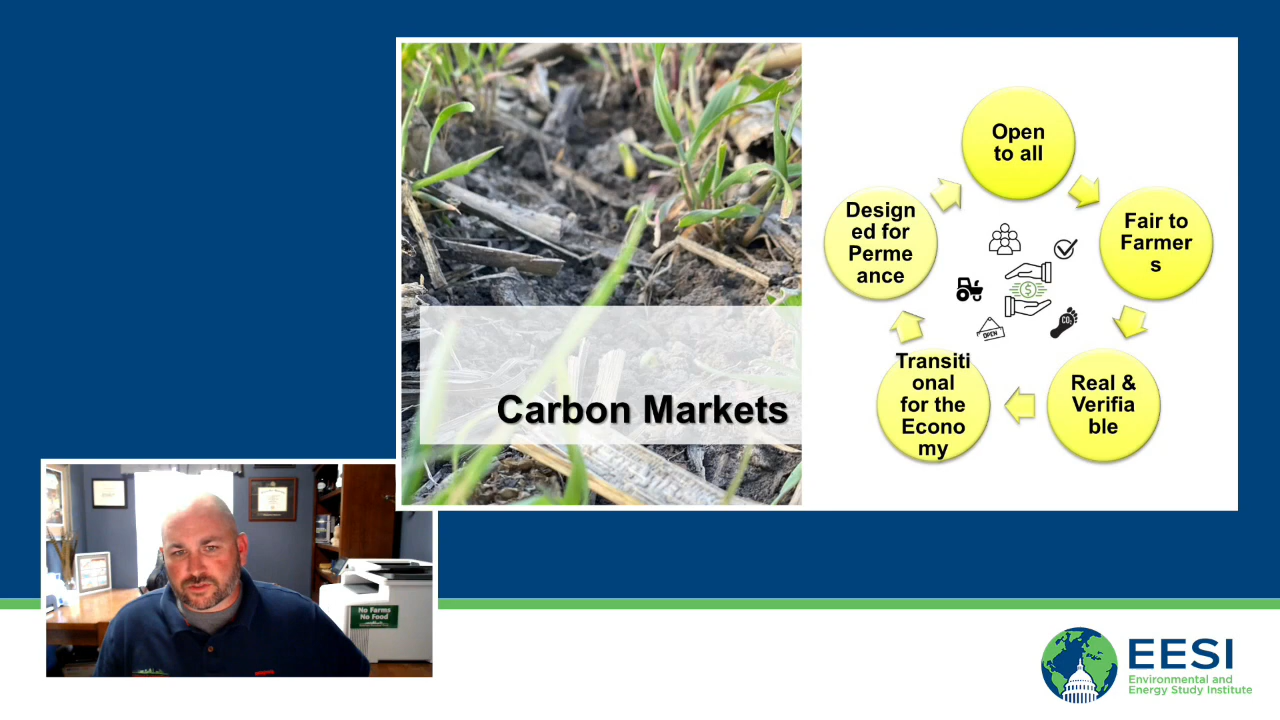 Carbon Markets
Open
to all
Fair to
Farmer
s
Real &
Verifia
ble
Transiti
onal
for the
Econo
my
Design
ed for
Perme
ance
CO₂
OPEN
No Farms
No Food
EESI
Environmental and
Energy Study Institute